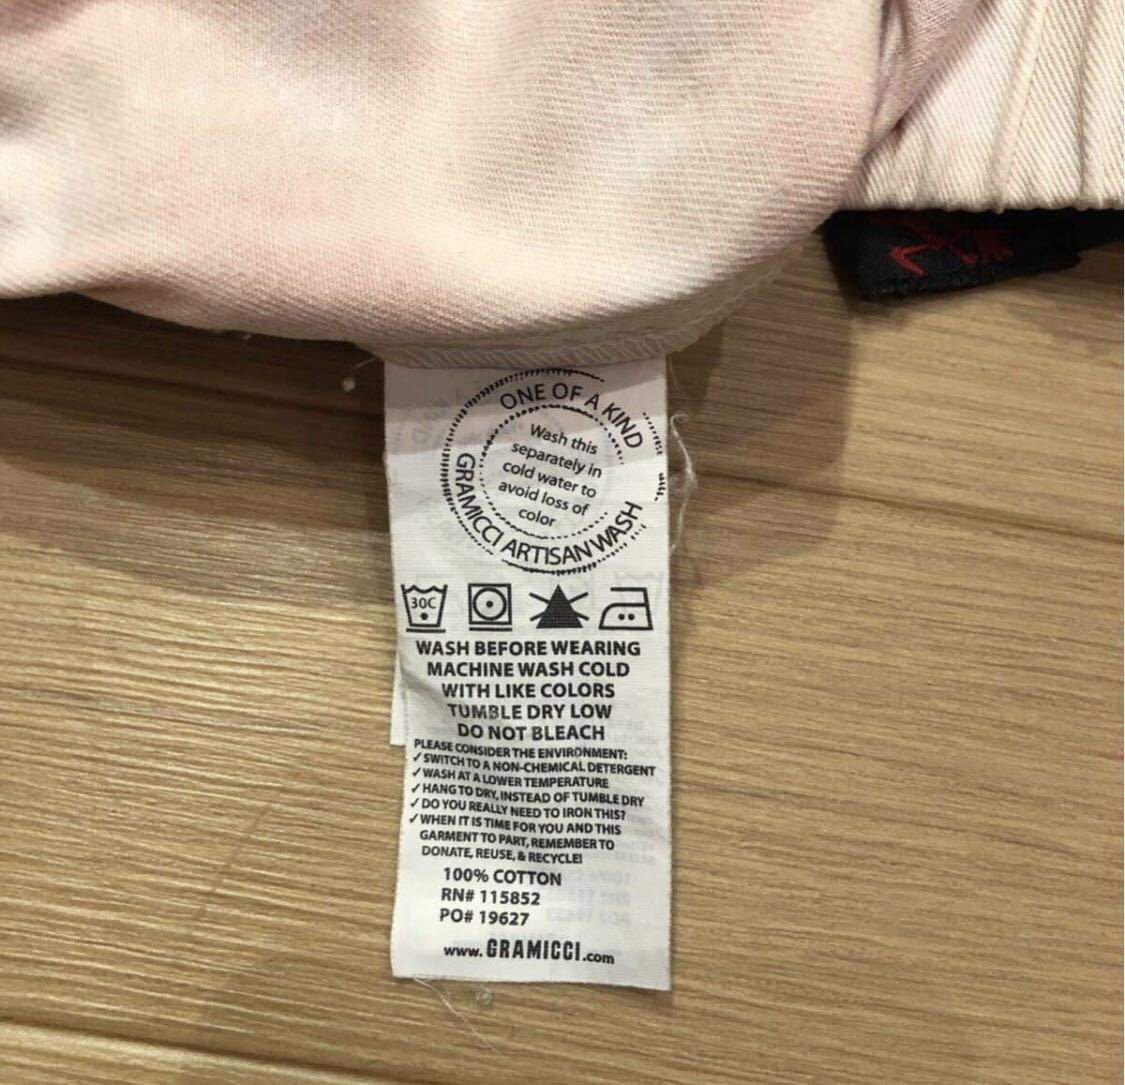 ONE OF A KIND
Wash this
separately in
cold water to
avoid loss of
color
GRAMICCI ARTISAN WASH
30C
WASH BEFORE WEARING
MACHINE WASH COLD
WITH LIKE COLORS
TUMBLE DRY LOW
DO NOT BLEACH
PLEASE CONSIDER THE ENVIRONMENT:
✓ SWITCH TO A NON-CHEMICAL DETERGENT
✓ WASH AT A LOWER TEMPERATURE
✓ HANG TO DRY, INSTEAD OF TUMBLE DRY
✓ DO YOU REALLY NEED TO IRON THIS?
✓ WHEN IT IS TIME FOR YOU AND THIS
GARMENT TO PART, REMEMBER TO
DONATE, REUSE, & RECYCLE!
100% COTTON
RN# 115852
PO# 19627
www.GRAMICCI.com